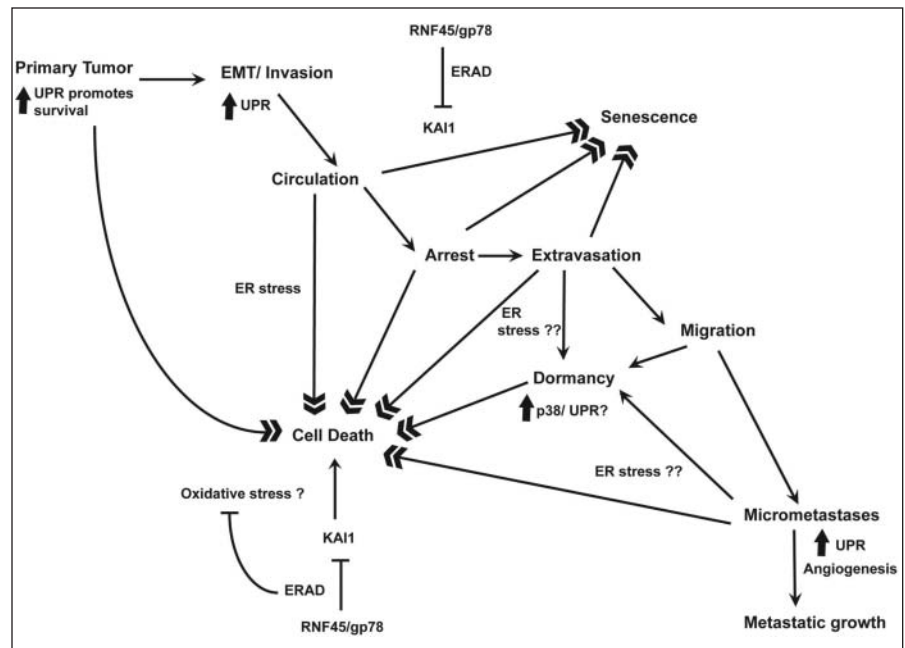 RNF45/gp78
ERAD
KAI1
Primary Tumor
UPR promotes
survival
EMT/ Invasion
UPR
Senescence
Circulation
Arrest
Extravasation
ER stress
ER
stress ??
Migration
Dormancy
p38/ UPR?
Cell Death
ER stress ??
Oxidative stress ?
KAI1
ERAD
RNF45/gp78
Micrometastases
UPR
Angiogenesis
Metastatic growth